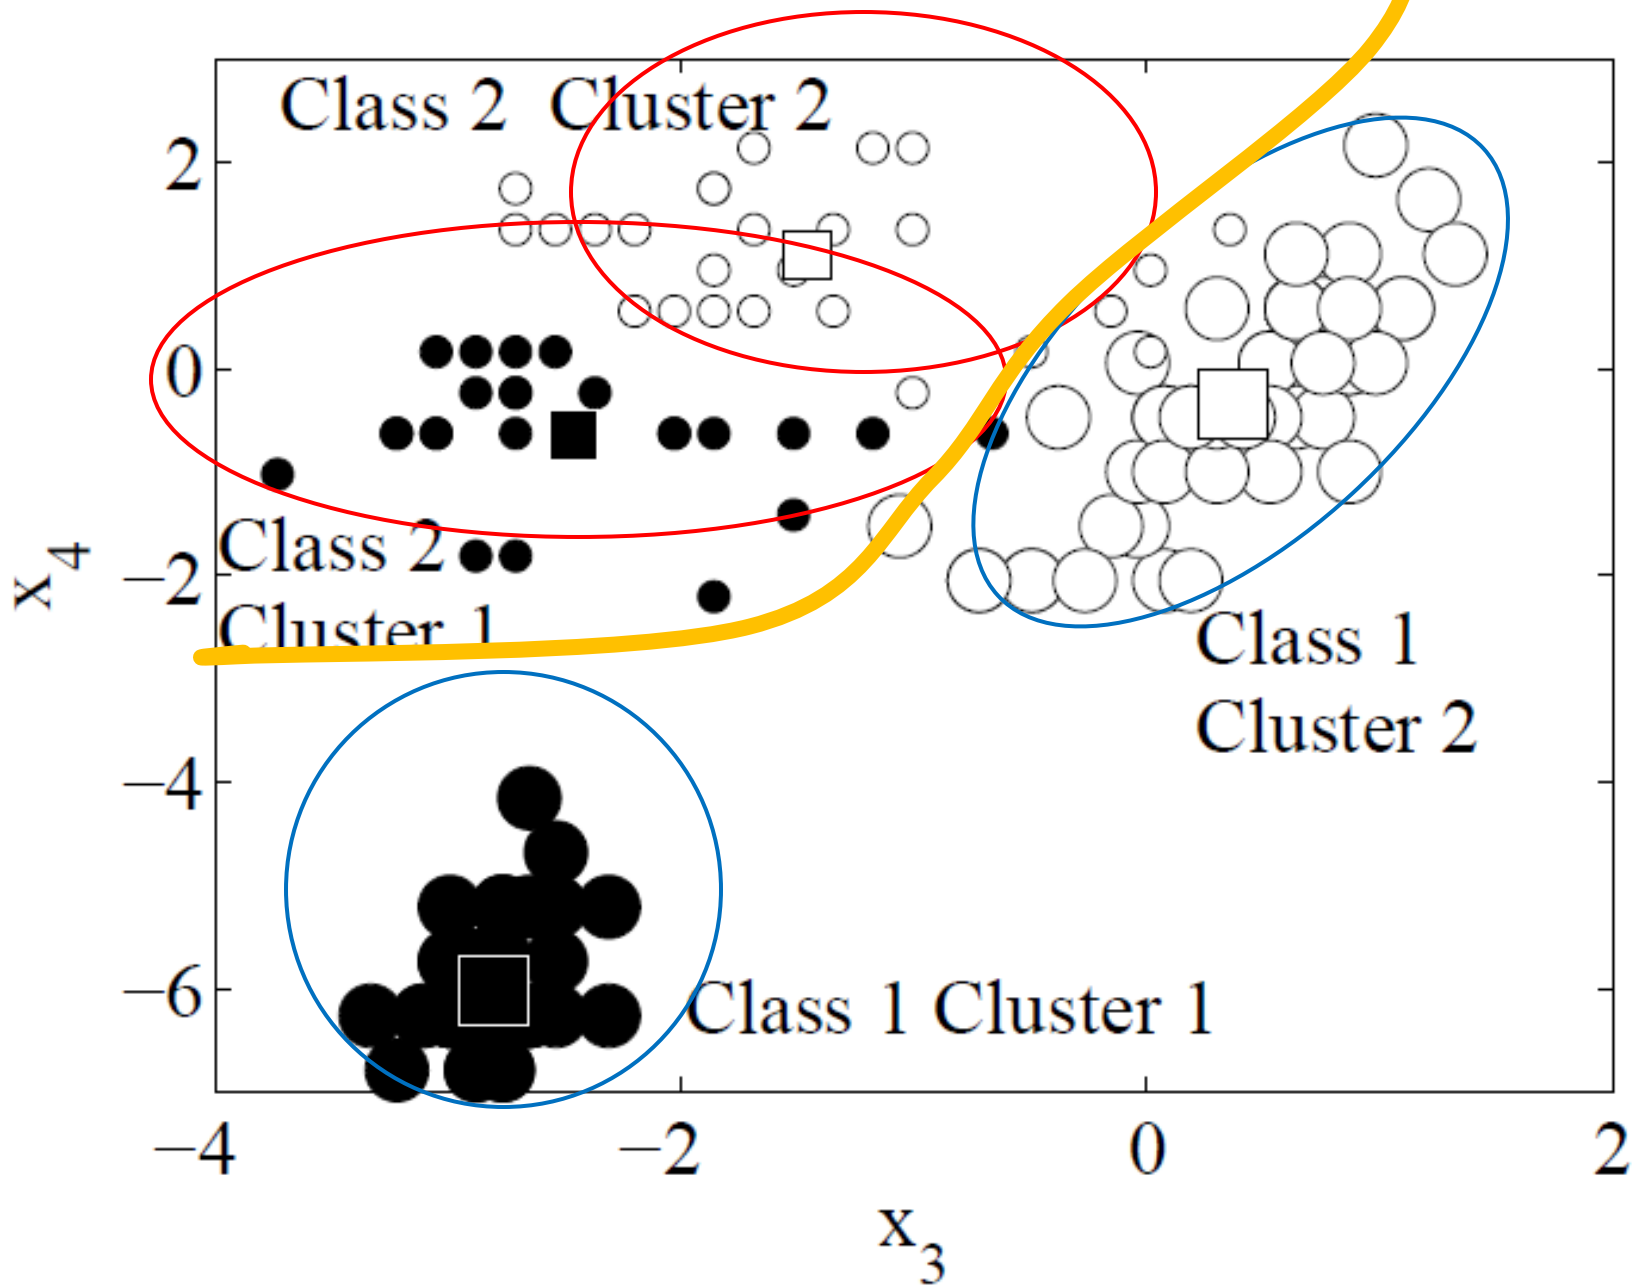 Class 2 Cluster 2
2
0
Class 2
Cluster 1
−2
x4
Class 1
Cluster 2
−4
−6
Class 1 Cluster 1
−4 −2 0 2
x3